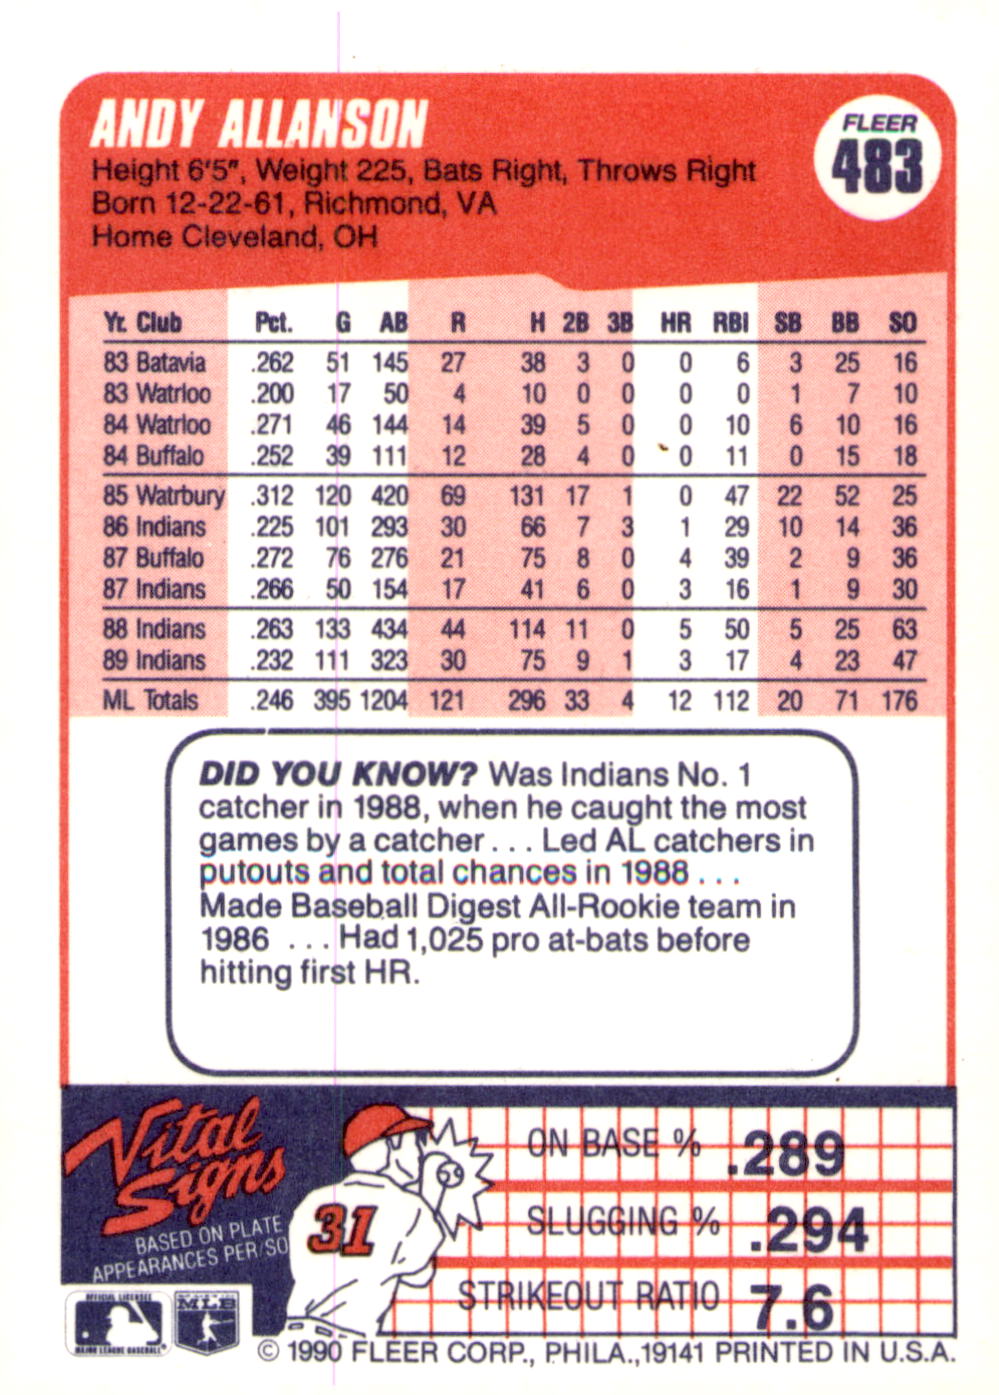 ANDY ALLANSON
FLEER
483
Height 6'5", Weight 225, Bats Right, Throws Right
Born 12-22-61, Richmond, VA
Home Cleveland, OH
Yr. Club Pct. G AB R H 2B 3B HR RBI SB BB SO
83 Batavia .262 51 145 27 38 3 0 0 6 3 25 16
83 Watrloo .200 17 50 4 10 0 0 0 0 1 7 10
84 Watrloo .271 46 144 14 39 5 0 0 10 6 10 16
84 Buffalo .252 39 111 12 28 4 0 0 11 0 15 18
85 Watrbury .312 120 420 69 131 17 1 0 47 22 52 25
86 Indians .225 101 293 30 66 7 3 1 29 10 14 36
87 Buffalo .272 76 276 21 75 8 0 4 39 2 9 36
87 Indians .266 50 154 17 41 6 0 3 16 1 9 30
88 Indians .263 133 434 44 114 11 0 5 50 5 25 63
89 Indians .232 111 323 30 75 9 1 3 17 4 23 47
ML Totals .246 395 1204 121 296 33 4 12 112 20 71 176
DID YOU KNOW? Was Indians No. 1
catcher in 1988, when he caught the most
games by a catcher... Led AL catchers in
putouts and total chances in 1988 ...
Made Baseball Digest All-Rookie team in
1986 ... Had 1,025 pro at-bats before
hitting first HR.
Vital
Signs
BASED ON PLATE
APPEARANCES PER/SO
31
ON BASE % .289
SLUGGING % .294
STRIKEOUT RATIO 7.6
OFFICIAL LICENSEE
MAJOR LEAGUE BASEBALL
MLB
© 1990 FLEER CORP., PHILA.,19141 PRINTED IN U.S.A.